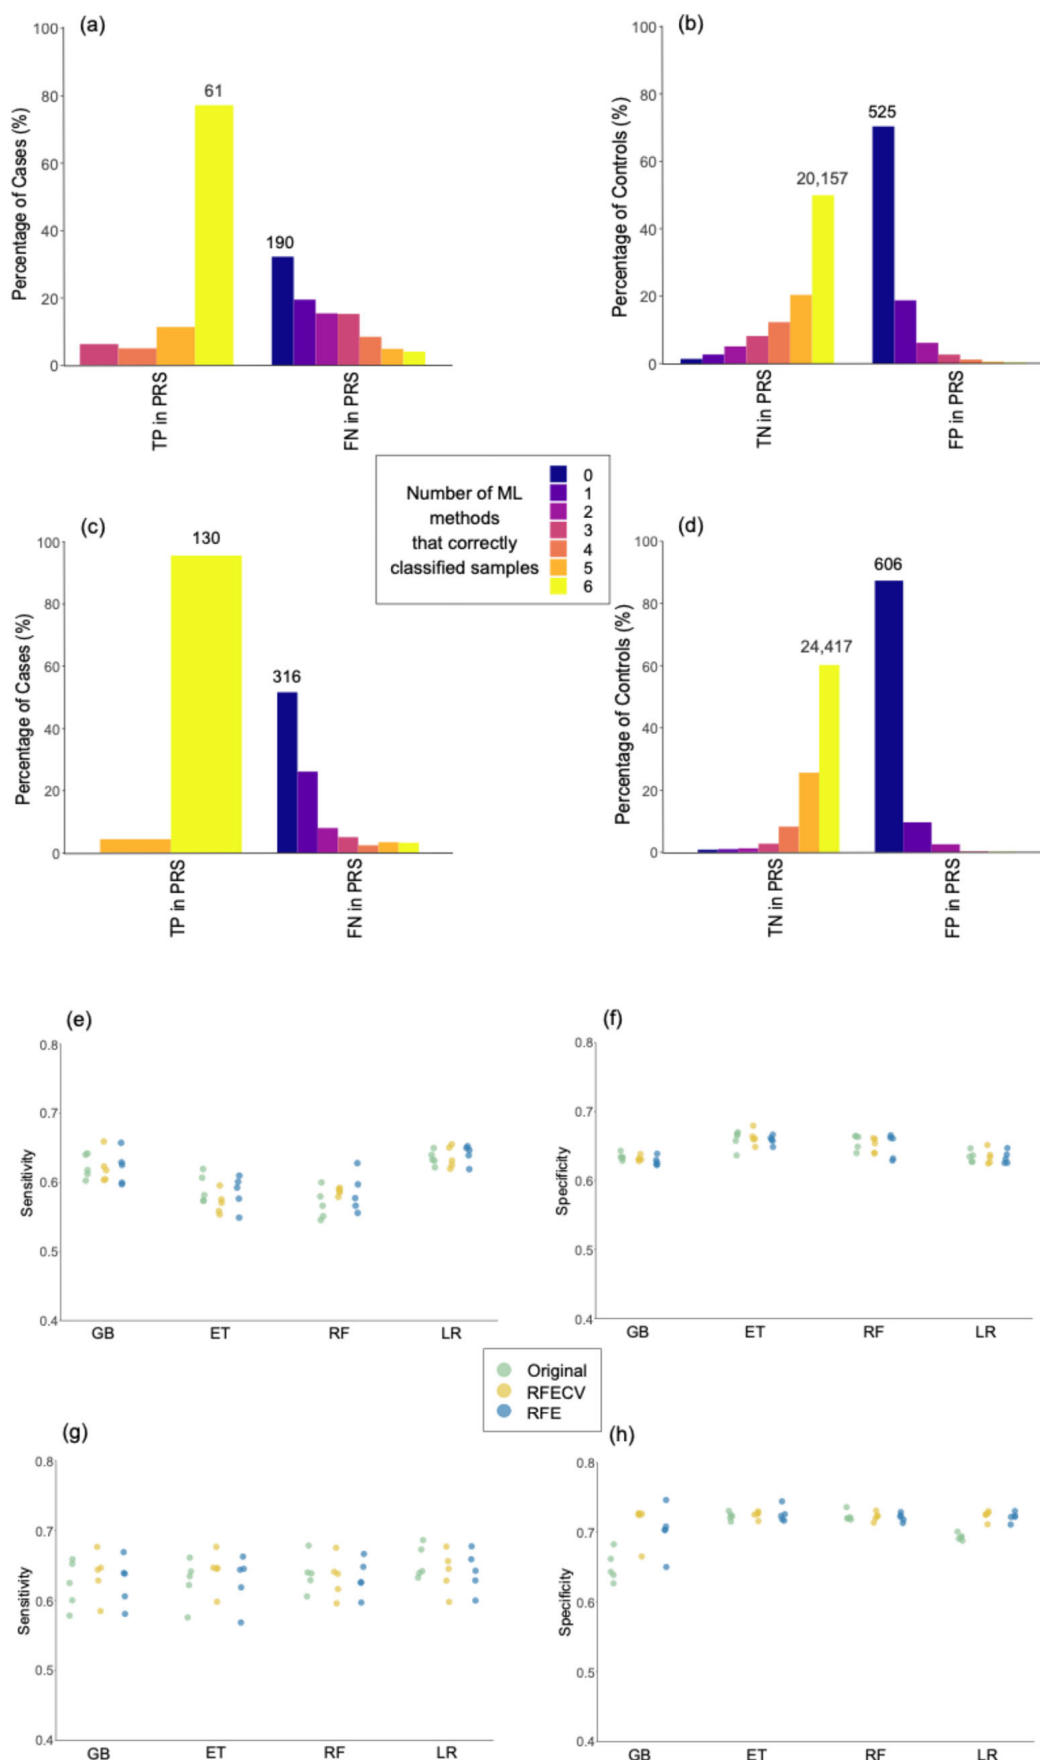 (a)
100
80
60
40
20
0
Percentage of Cases (%)
61
190
TP in PRS
FN in PRS
(b)
100
80
60
40
20
0
Percentage of Controls (%)
20,157
525
TN in PRS
FP in PRS
Number of ML
methods
that correctly
classified samples
0
1
2
3
4
5
6
(c)
100
80
60
40
20
0
Percentage of Cases (%)
130
316
TP in PRS
FN in PRS
(d)
100
80
60
40
20
0
Percentage of Controls (%)
24,417
606
TN in PRS
FP in PRS
(e)
0.8
0.7
0.6
0.5
0.4
Sensitivity
GB ET RF LR
(f)
0.8
0.7
0.6
0.5
0.4
Specificity
GB ET RF LR
Original
RFECV
RFE
(g)
0.8
0.7
0.6
0.5
0.4
Sensitivity
GB ET RF LR
(h)
0.8
0.7
0.6
0.5
0.4
Specificity
GB ET RF LR